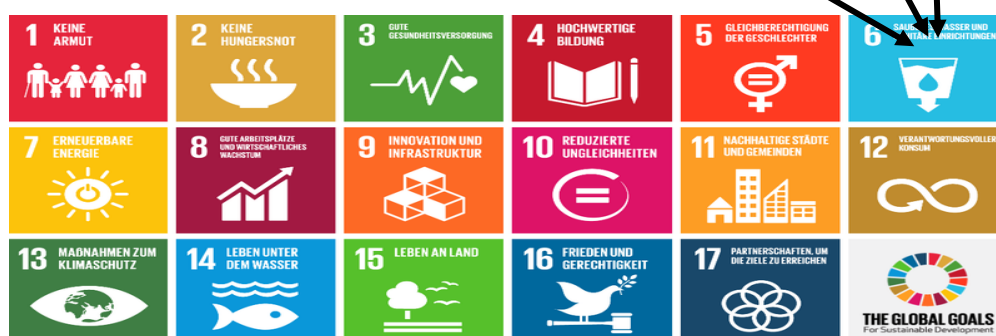 1 KEINE
ARMUT
2 KEINE
HUNGERSNOT
3 GUTE
GESUNDHEITSVERSORGUNG
4 HOCHWERTIGE
BILDUNG
5 GLEICHBERECHTIGUNG
DER GESCHLECHTER
6 UND
EINRICHTUNGEN
7 ERNEUERBARE
ENERGIE
8 GUTE ARBEITSPLÄTZE
UND WIRTSCHAFTLICHES
WACHSTUM
9 INNOVATION UND
INFRASTRUKTUR
10 REDUZIERTE
UNGLEICHHEITEN
11 NACHHALTIGE STÄDTE
UND GEMEINDEN
12 VERANTWORTUNGSVOLLER
KONSUM
13 MAßNAHMEN ZUM
KLIMASCHUTZ
14 LEBEN UNTER
DEM WASSER
15 LEBEN AN LAND
16 FRIEDEN UND
GERECHTIGKEIT
17 PARTNERSCHAFTEN, UM
DIE ZIELE ZU ERREICHEN
THE GLOBAL GOALS
For Sustainable Development